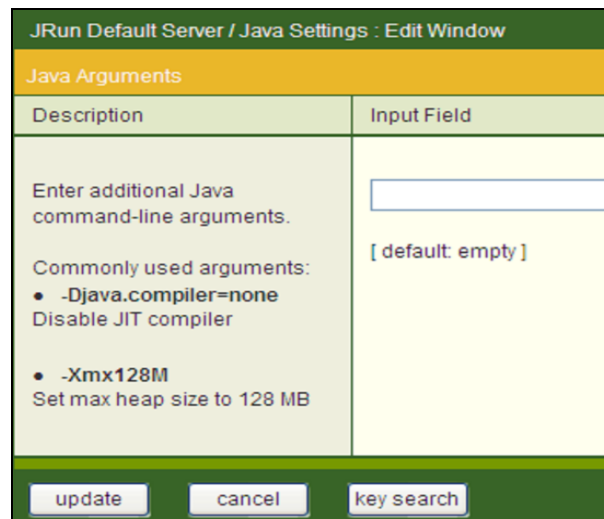 JRun Default Server / Java Settings : Edit Window
Java Arguments
Description
Input Field
Enter additional Java
command-line arguments.
[ default: empty ]
Commonly used arguments:
● -Djava.compiler=none
Disable JIT compiler
● -Xmx128M
Set max heap size to 128 MB
update
cancel
key search